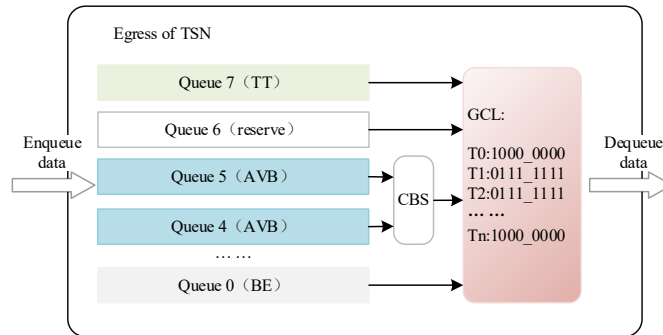 Egress of TSN
Queue 7（TT）
Queue 6（reserve）
Queue 5（AVB）
Queue 4（AVB）
… …
Queue 0（BE）
Enqueue
data
CBS
GCL:
T0:1000_0000
T1:0111_1111
T2:0111_1111
… …
Tn:1000_0000
Dequeue
data